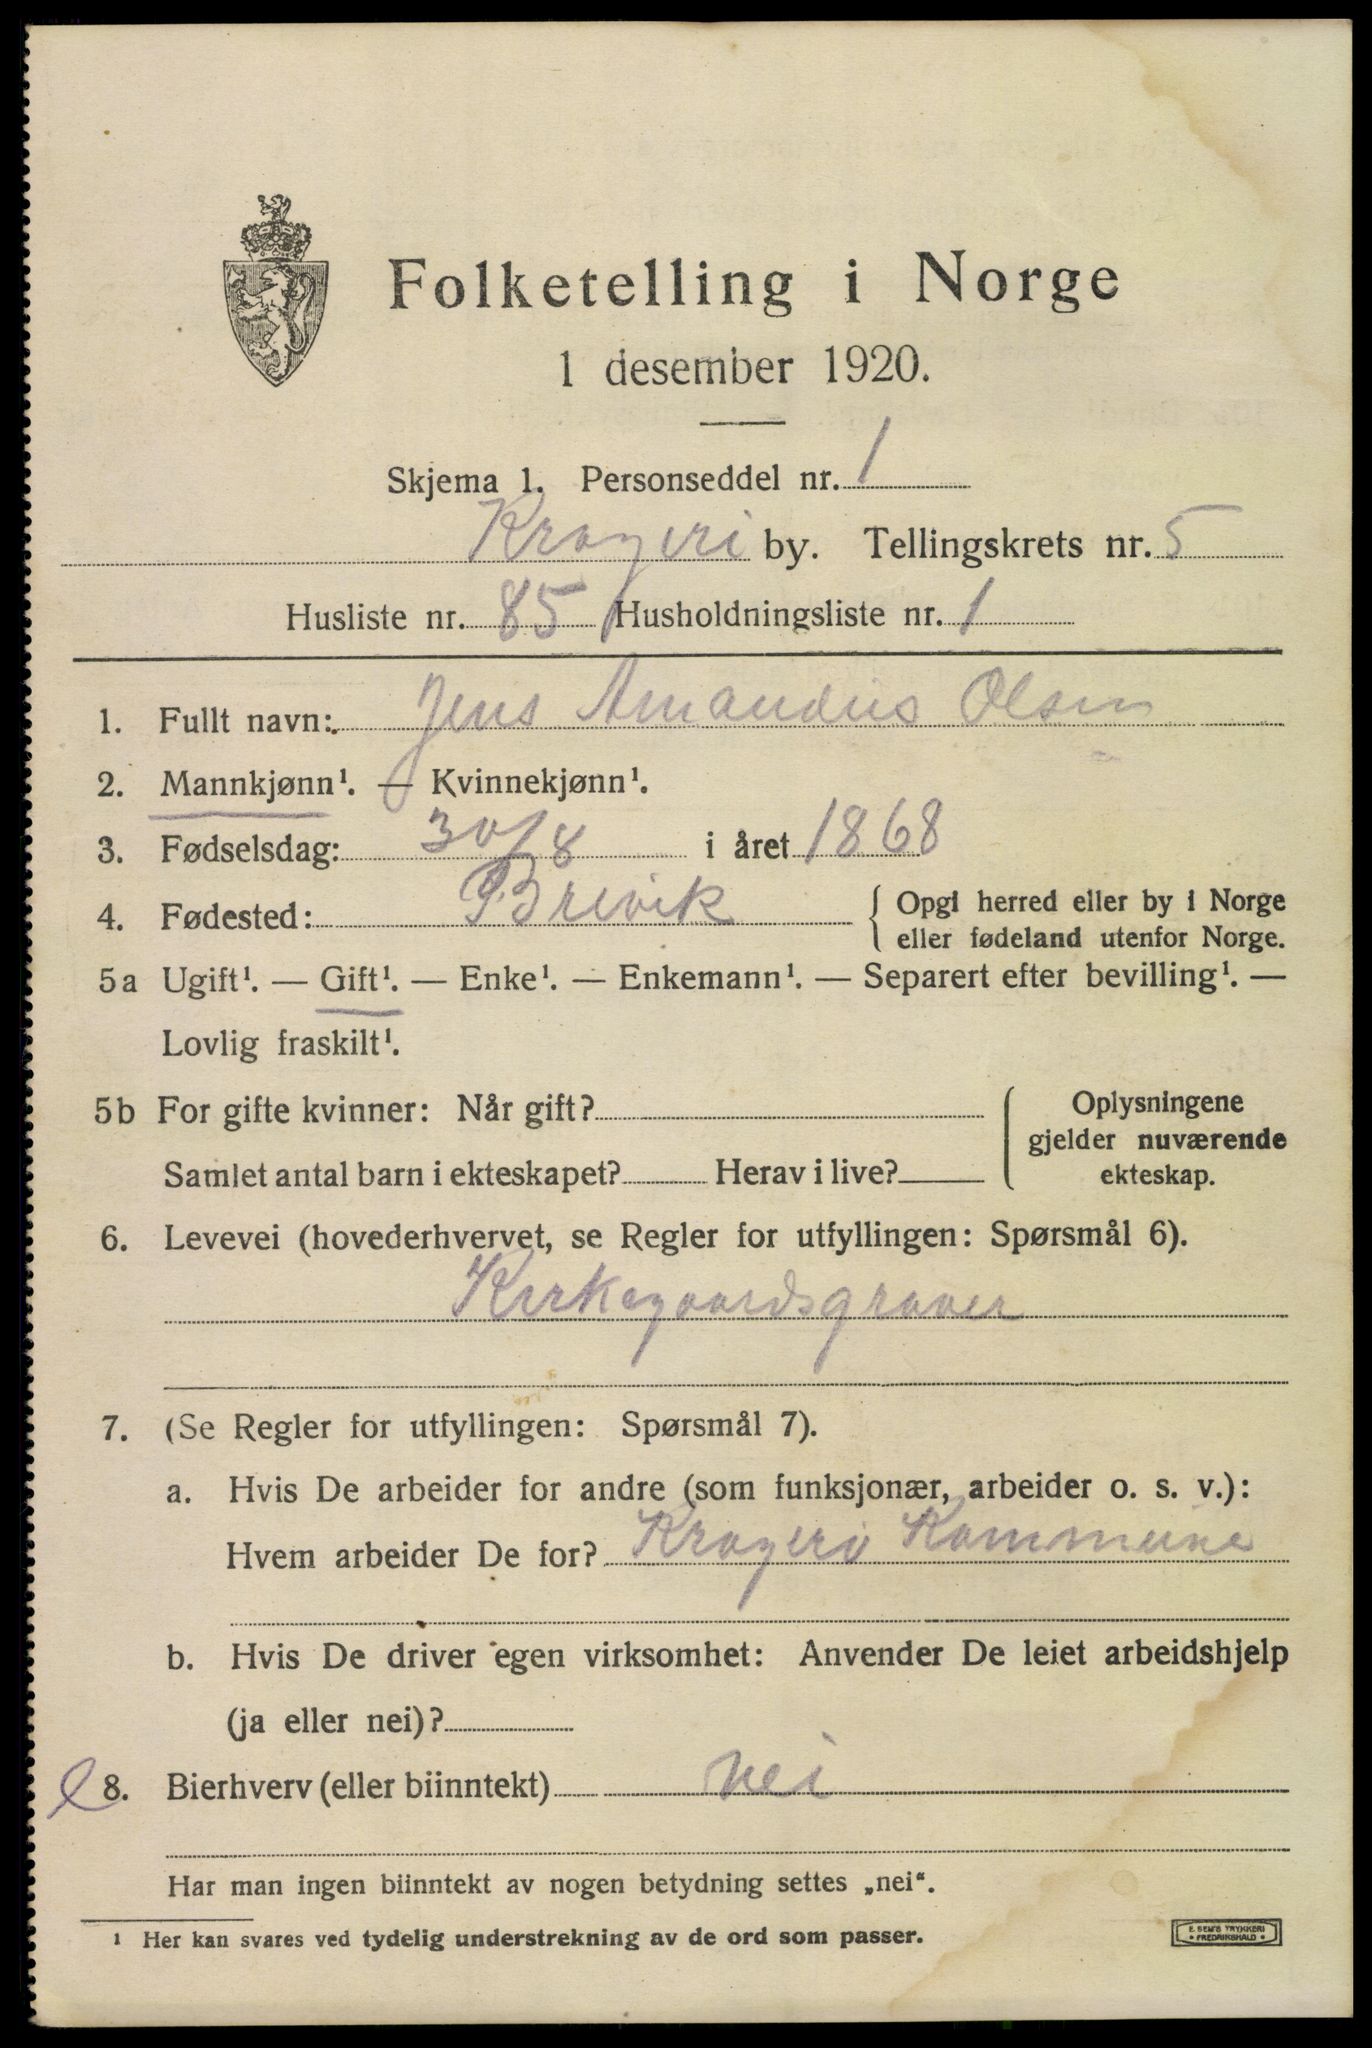 Folketelling i Norge
1 desember 1920.
Skjema 1. Personseddel nr. 1
Kragerö by. Tellingskrets nr. 5
Husliste nr. 85 Husholdningsliste nr. 1
1. Fullt navn: Jens Amandus Olsen
2. Mannkjønn¹. — Kvinnekjønn¹.
3. Fødselsdag: 30/8 i året 1868
4. Fødested: Brevik { Opgi herred eller by i Norge
eller fødeland utenfor Norge.
5a Ugift¹. — Gift¹. — Enke¹. — Enkemann¹. — Separert efter bevilling¹. —
Lovlig fraskilt¹.
5b For gifte kvinner: Når gift?
Samlet antal barn i ekteskapet? Herav i live?
Oplysningene
gjelder nuværende
ekteskap.
6. Levevei (hovederhvervet, se Regler for utfyllingen: Spørsmål 6).
Kirkegaardsgraver
7. (Se Regler for utfyllingen: Spørsmål 7).
a. Hvis De arbeider for andre (som funksjonær, arbeider o. s. v.):
Hvem arbeider De for? Kragerö Kommune
b. Hvis De driver egen virksomhet: Anvender De leiet arbeidshjelp
(ja eller nei)?
8. Bierhverv (eller biinntekt) nei
Har man ingen biinntekt av nogen betydning settes „nei“.
¹ Her kan svares ved tydelig understrekning av de ord som passer.
E. SEM'S TRYKKERI
• FREDRIKSHALD •